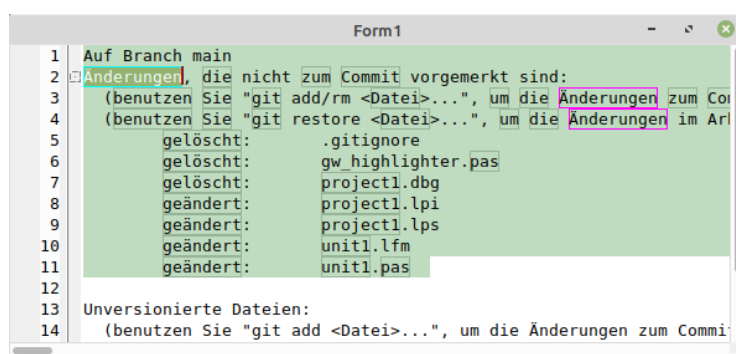 Form1
1 Auf Branch main
2 Änderungen, die nicht zum Commit vorgemerkt sind:
3 (benutzen Sie "git add/rm <Datei>...", um die Änderungen zum
4 (benutzen Sie "git restore <Datei>...", um die Änderungen im
5 gelöscht: .gitignore
6 gelöscht: gw_highlighter.pas
7 gelöscht: project1.dbg
8 geändert: project1.lpi
9 geändert: project1.lps
10 geändert: unit1.lfm
11 geändert: unit1.pas
12
13 Unversionierte Dateien:
14 (benutzen Sie "git add <Datei>...", um die Änderungen zum